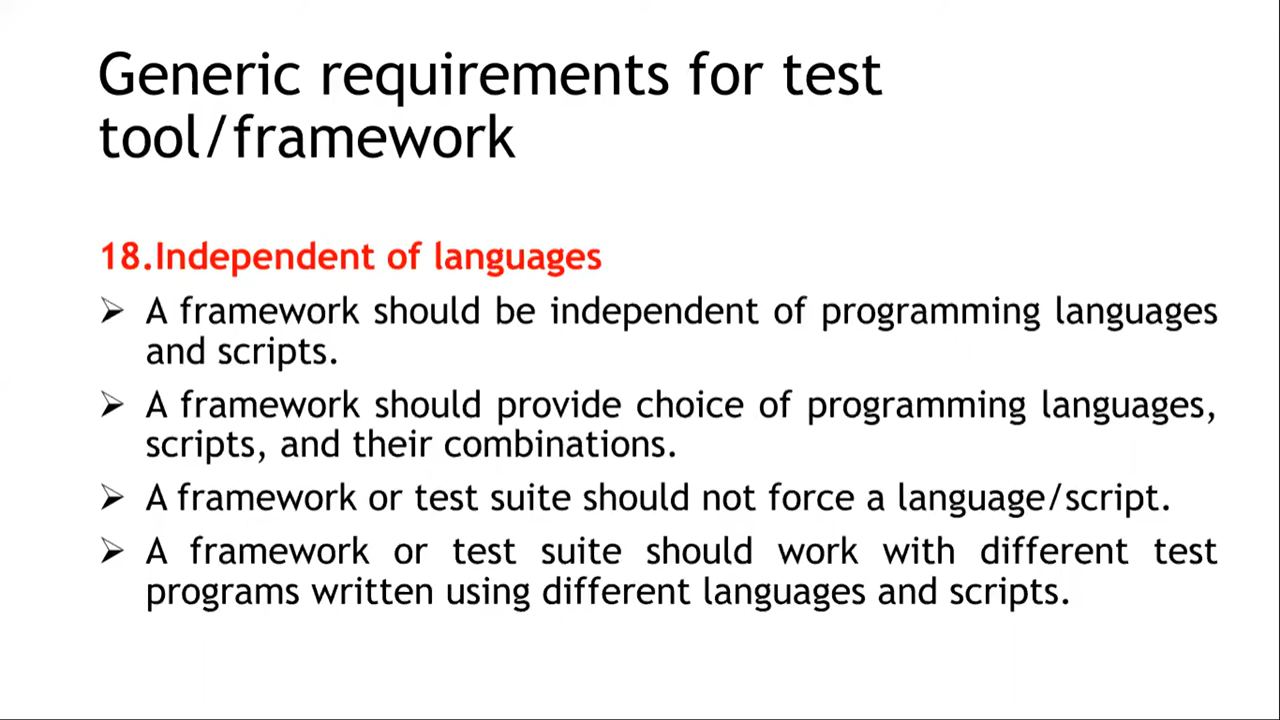 Generic requirements for test
tool/framework
18.Independent of languages
➢ A framework should be independent of programming languages
and scripts.
➢ A framework should provide choice of programming languages,
scripts, and their combinations.
➢ A framework or test suite should not force a language/script.
➢ A framework or test suite should work with different test
programs written using different languages and scripts.